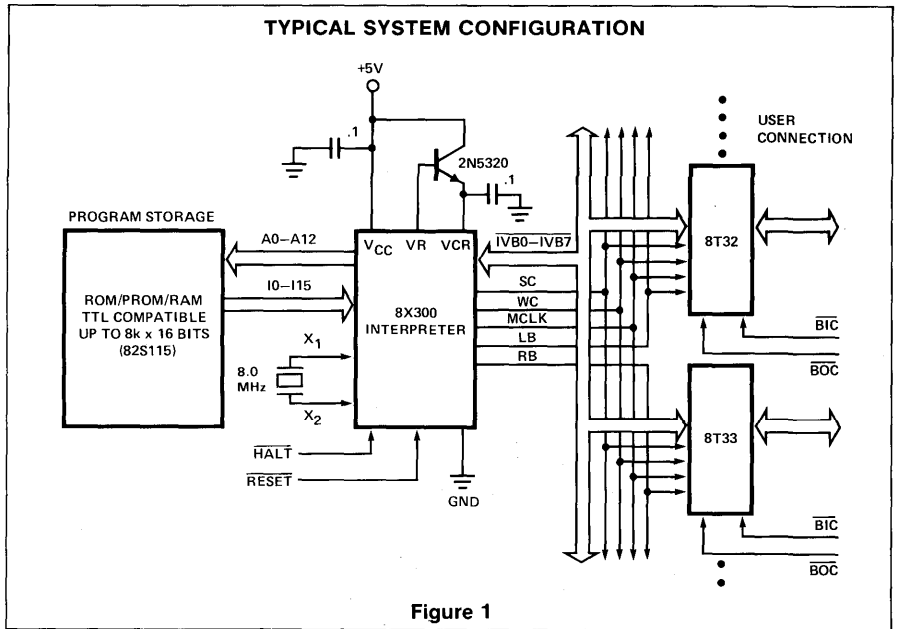 TYPICAL SYSTEM CONFIGURATION
+5V
.1
2N5320
.1
USER
CONNECTION
PROGRAM STORAGE
ROM/PROM/RAM
TTL COMPATIBLE
UP TO 8k x 16 BITS
(82S115)
A0–A12
I0–I15
X1
8.0
MHz
X2
VCC
VR
VCR
8X300
INTERPRETER
HALT
RESET
GND
IVB0–IVB7
SC
WC
MCLK
LB
RB
8T32
BIC
BOC
8T33
BIC
BOC
Figure 1